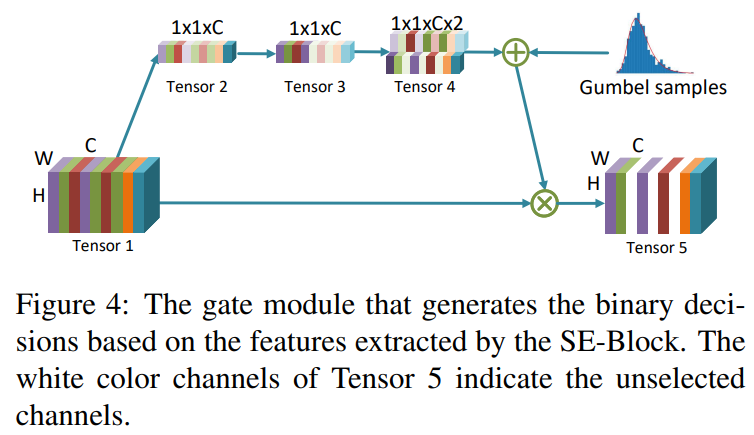 1x1xC
1x1xC
1x1xCx2
Tensor 2
Tensor 3
Tensor 4
Gumbel samples
W
C
H
Tensor 1
W
C
H
Tensor 5
Figure 4: The gate module that generates the binary deci-
sions based on the features extracted by the SE-Block. The
white color channels of Tensor 5 indicate the unselected
channels.